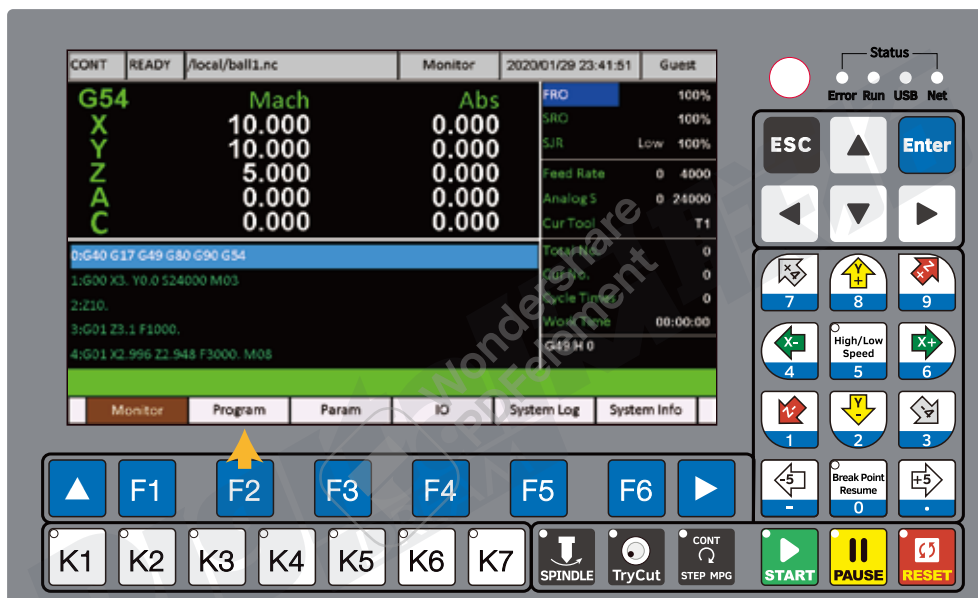 Status
Error Run USB Net
CONT READY /local/ball1.nc Monitor 2020/01/29 23:41:51 Guest
G54 Mach Abs
X 10.000 0.000
Y 10.000 0.000
Z 5.000 0.000
A 0.000 0.000
C 0.000 0.000
FRO 100%
SRO 100%
SJR Low 100%
Feed Rate 0 4000
Analog S 0 24000
Cur Tool T1
Total No. 0
Cur No. 0
Cycle Times 0
Work Time 00:00:00
G49 H 0
0:G40 G17 G49 G80 G90 G54
1:G00 X3. Y0.0 S24000 M03
2:Z10.
3:G01 Z3.1 F1000.
4:G01 X2.996 Z2.948 F3000. M08
Monitor Program Param IO System Log System Info
ESC Enter
7 Y+ 8 9
X- 4 High/Low Speed 5 X+ 6
Z- 1 Y- 2 3
-5 - Break Point Resume 0 +5 .
F1 F2 F3 F4 F5 F6
K1 K2 K3 K4 K5 K6 K7
SPINDLE TryCut CONT STEP MPG START PAUSE RESET
Wondershare
PDFelement